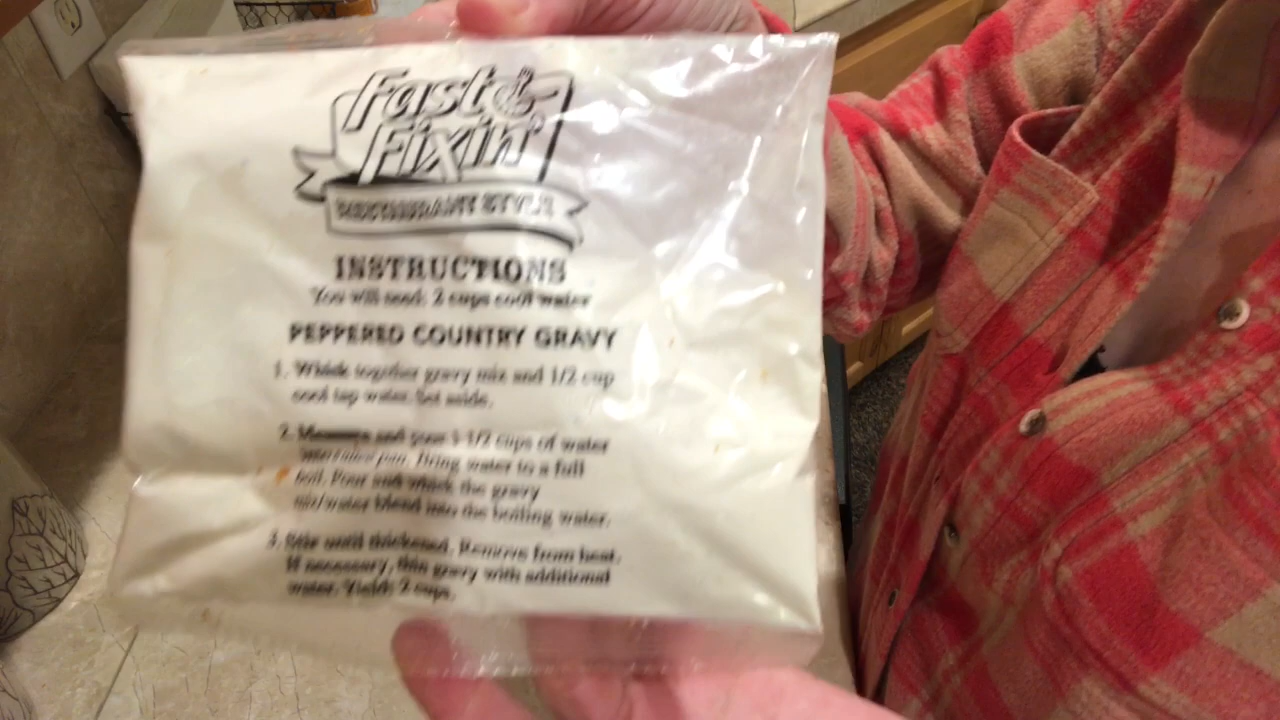 Fast &
Fixin'
RESTAURANT STYLE
INSTRUCTIONS
You will need: 2 cups cool water
PEPPERED COUNTRY GRAVY
1. Whisk together gravy mix and 1/2 cup
cool tap water. Set aside.
2. Measure and pour 1 1/2 cups of water
into sauce pan. Bring water to a full
boil. Pour and whisk the gravy
mix/water blend into the boiling water.
3. Stir until thickened. Remove from heat.
If necessary, thin gravy with additional
water. Yield: 2 cups.